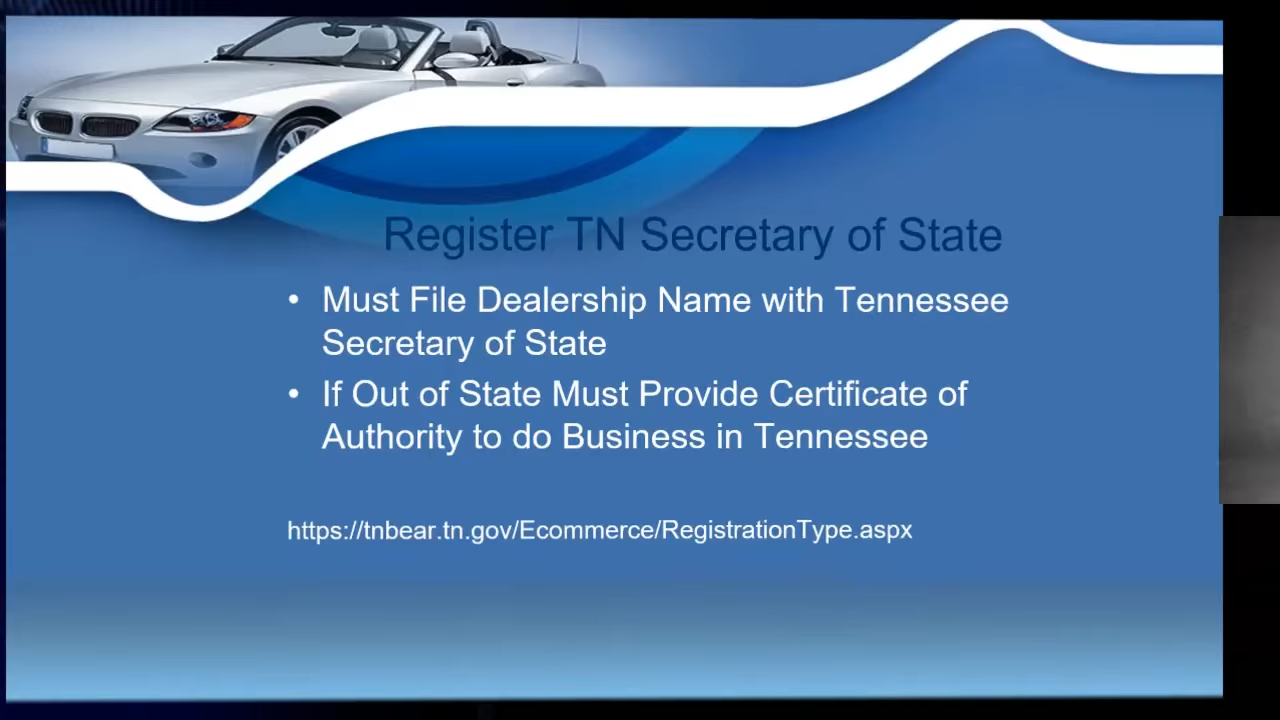 Register TN Secretary of State
• Must File Dealership Name with Tennessee
Secretary of State
• If Out of State Must Provide Certificate of
Authority to do Business in Tennessee
https://tnbear.tn.gov/Ecommerce/RegistrationType.aspx